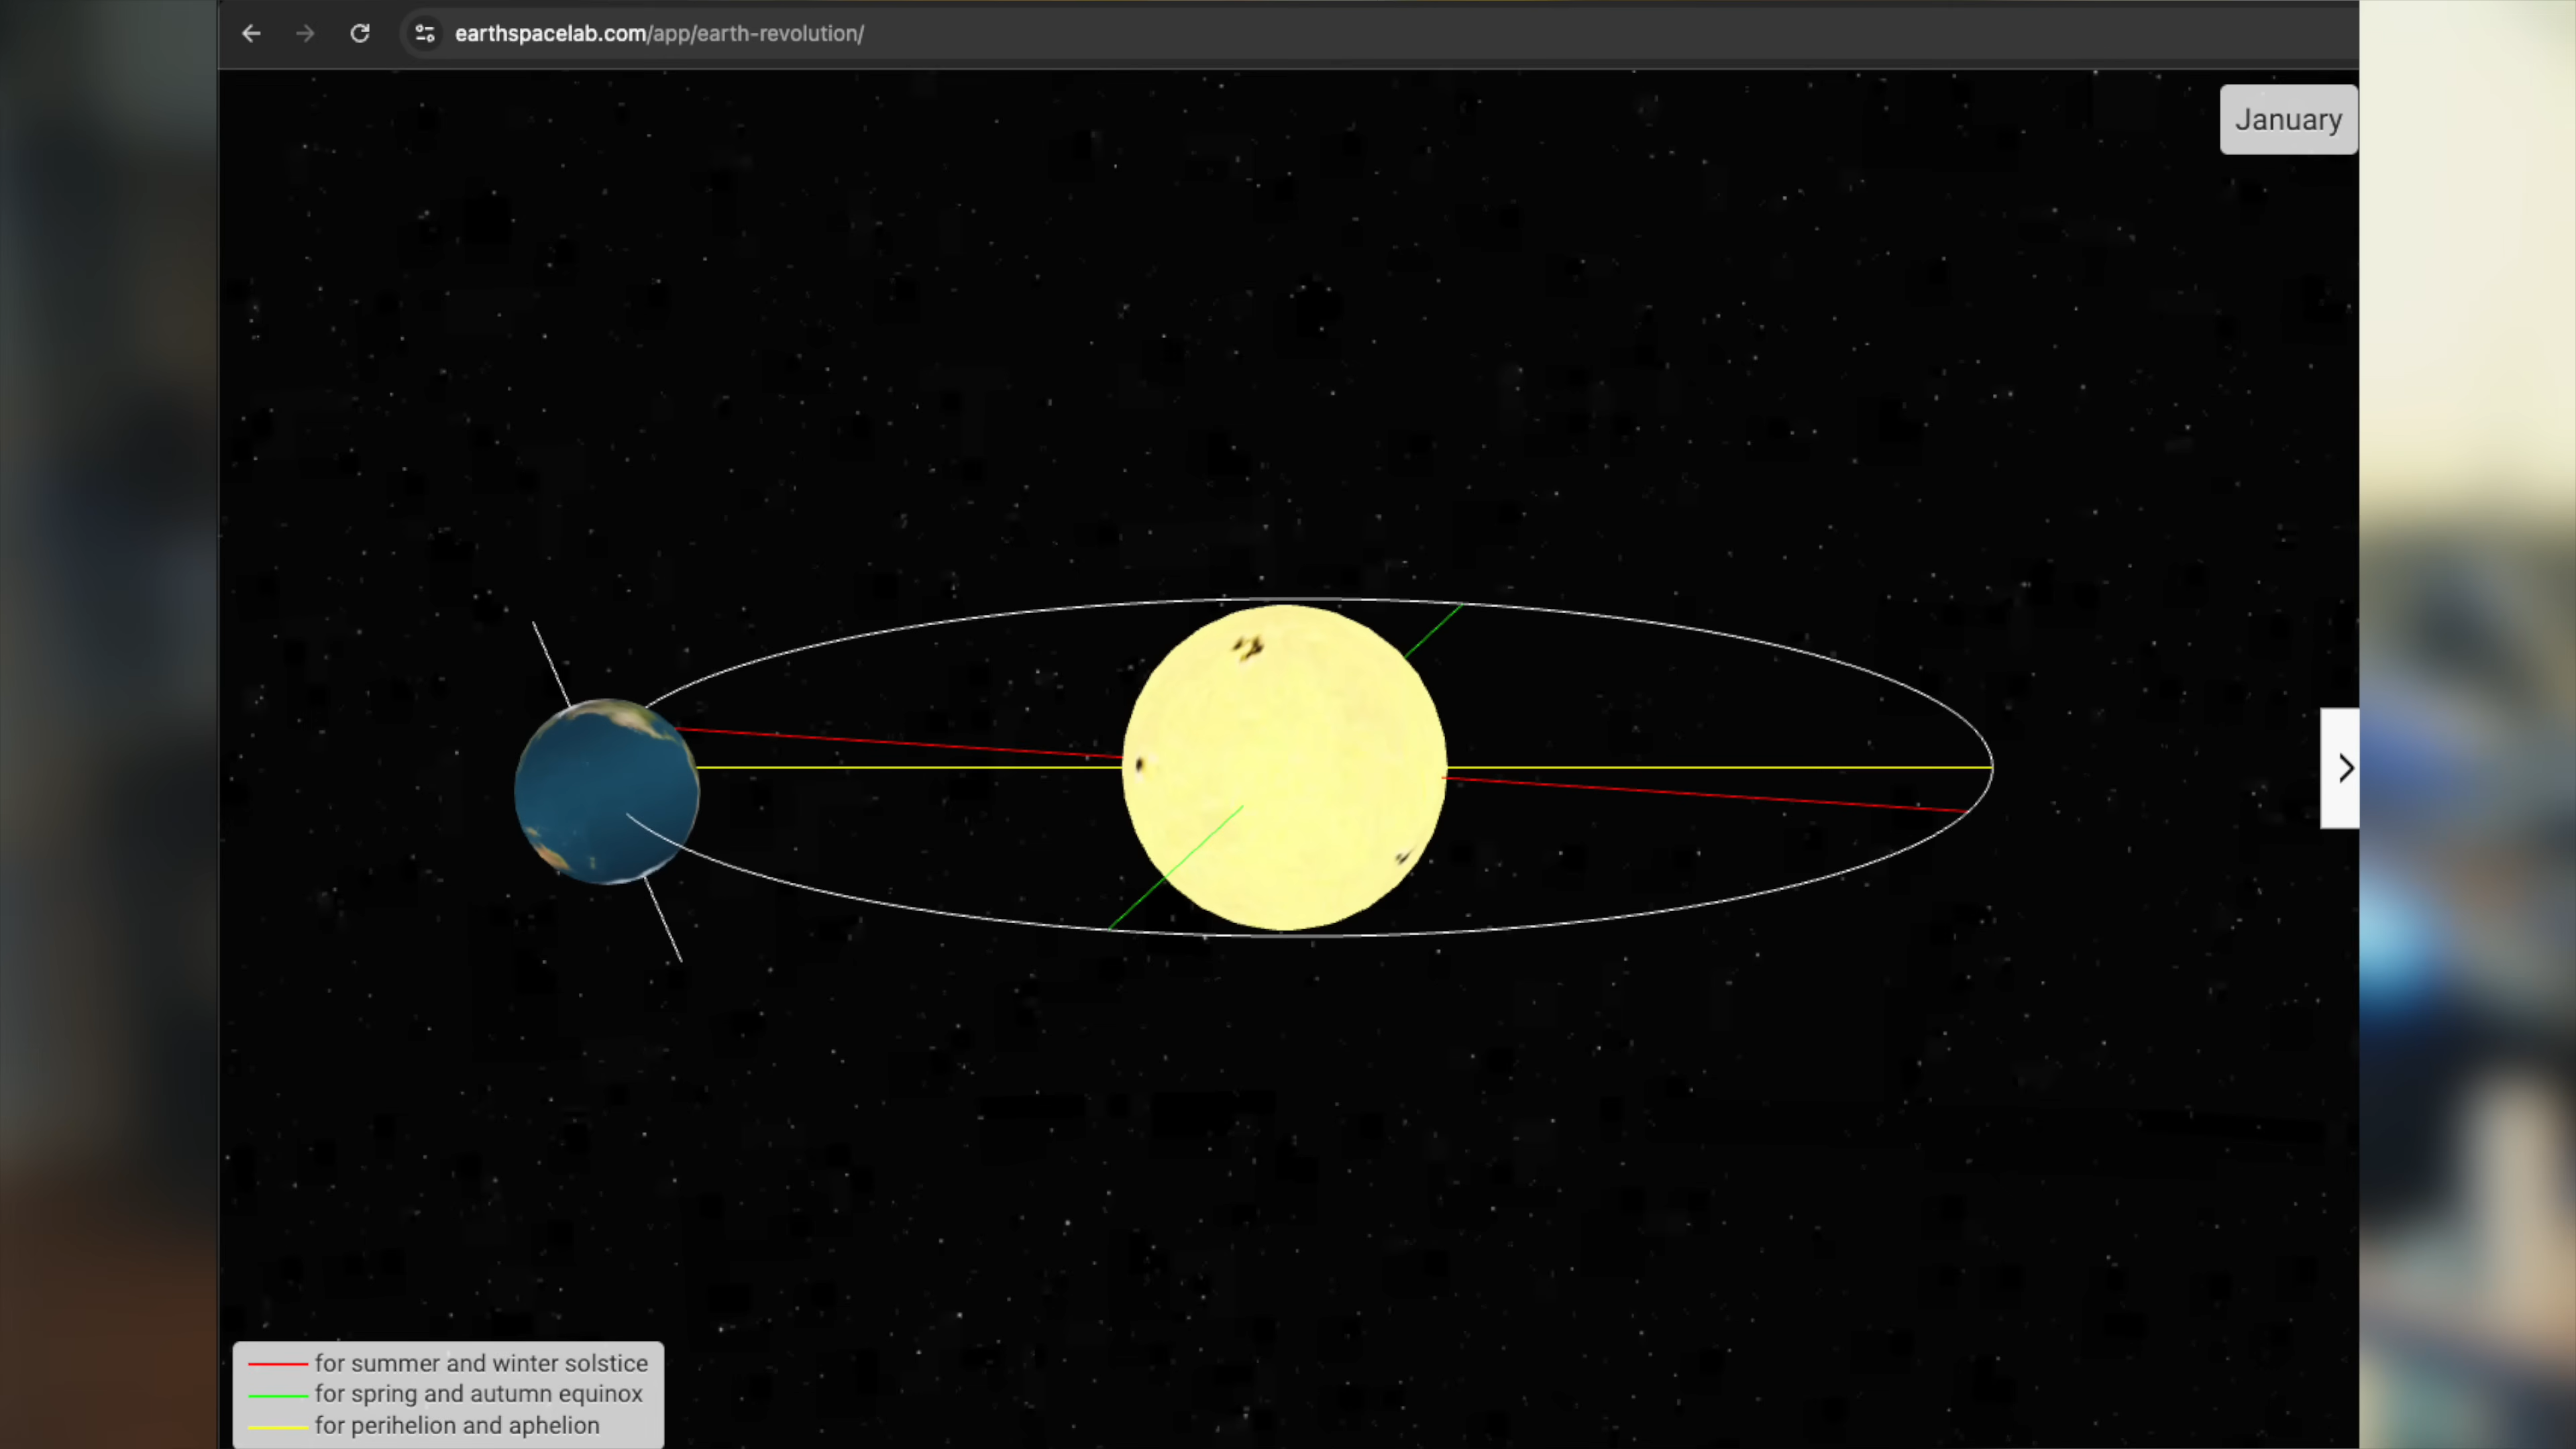 earthspacelab.com/app/earth-revolution/
January
for summer and winter solstice
for spring and autumn equinox
for perihelion and aphelion